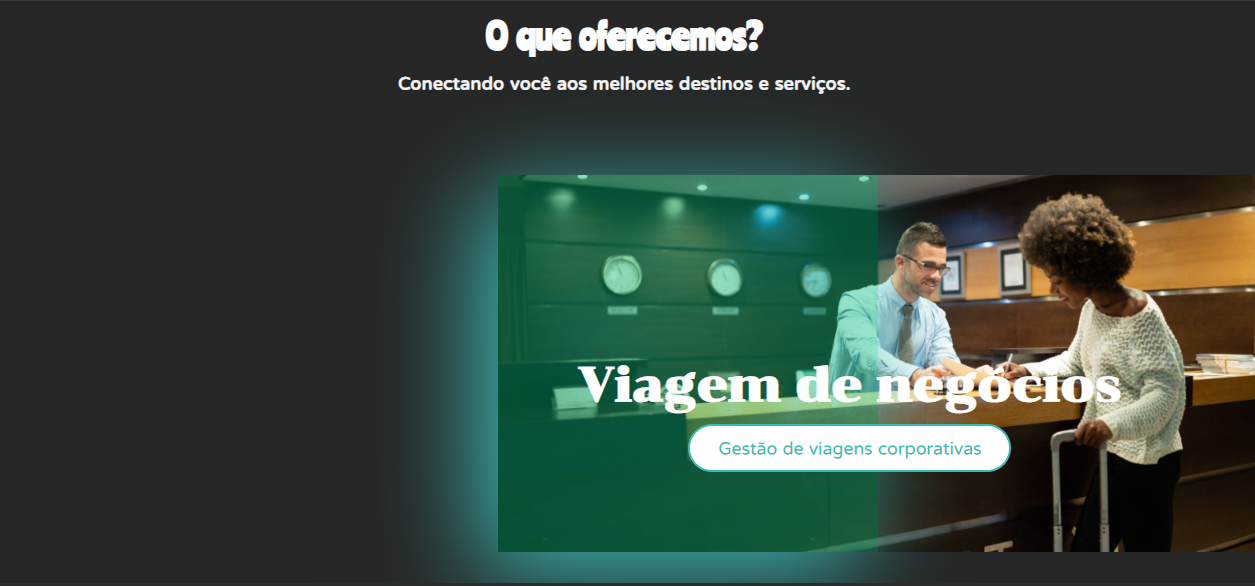 O que oferecemos?
Conectando você aos melhores destinos e serviços.
Viagem de negócios
Gestão de viagens corporativas